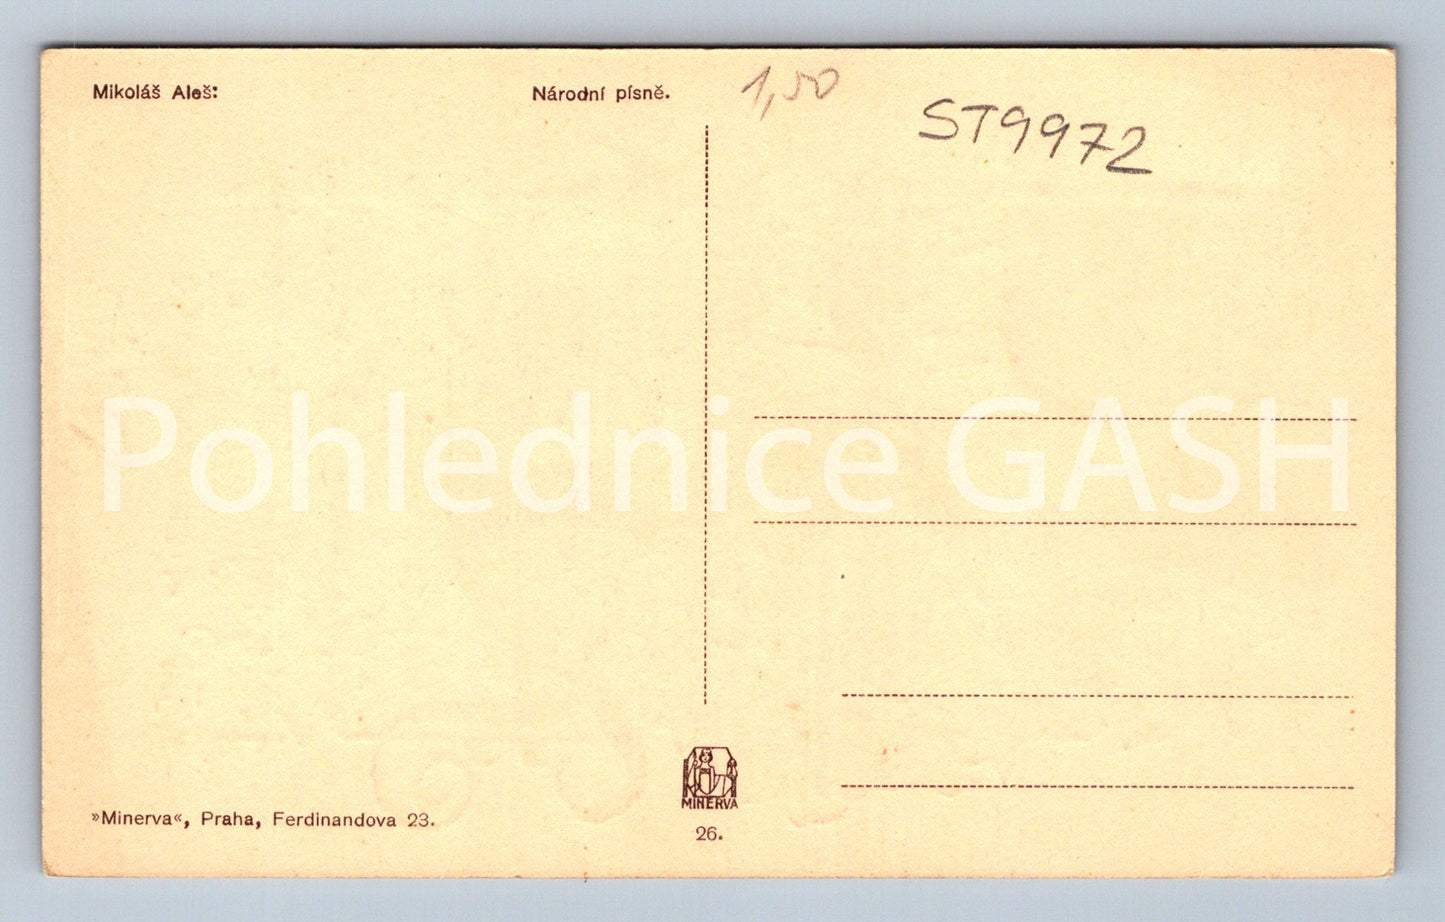 Mikoláš Aleš: Národní písně.
1,50
ST9972
Pohlednice GASH
»Minerva«, Praha, Ferdinandova 23.
MINERVA
26.